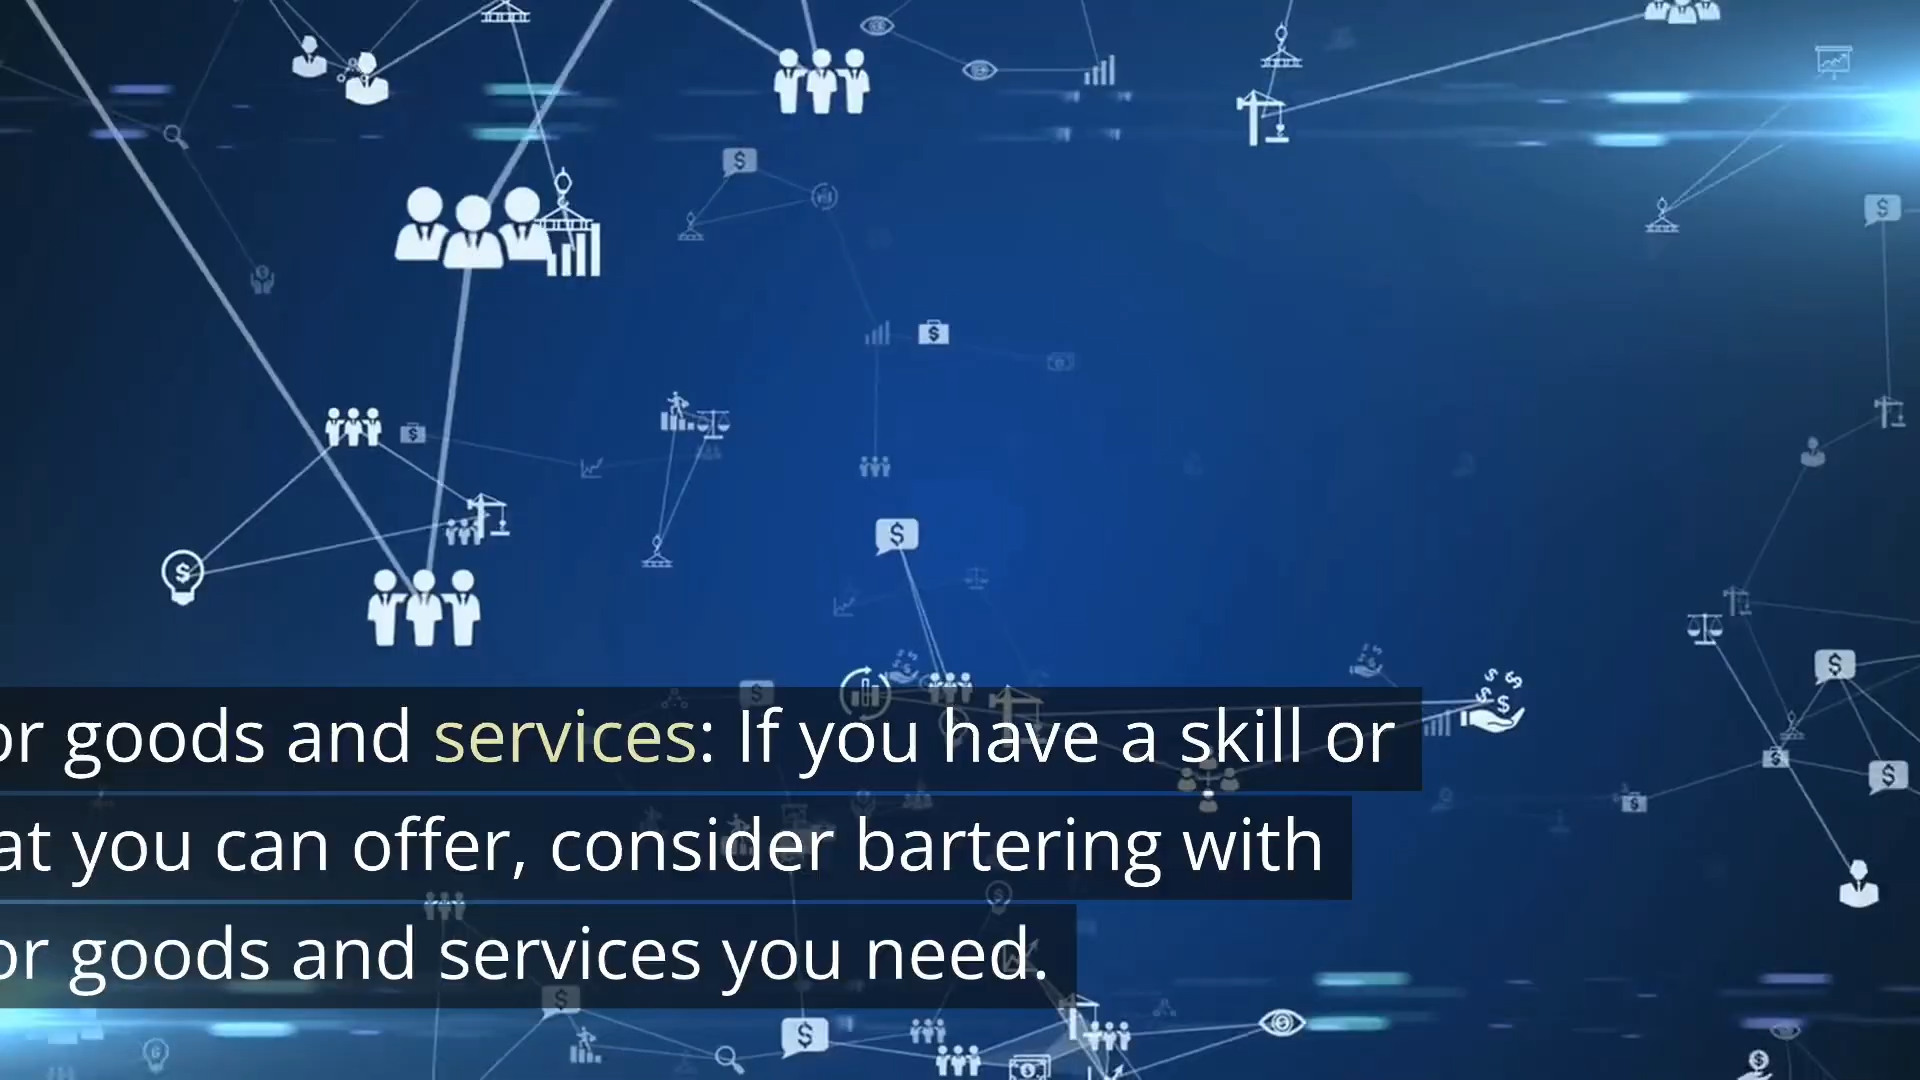 or goods and services: If you have a skill or
at you can offer, consider bartering with
or goods and services you need.